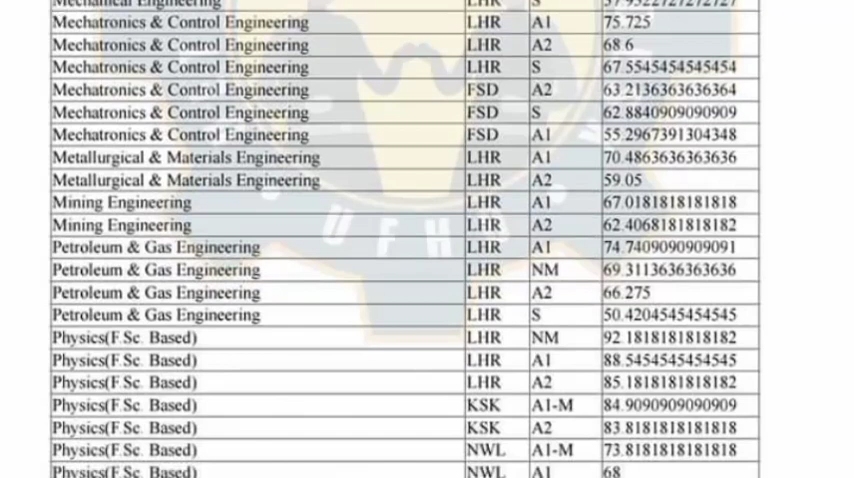 Mechanical Engineering LHR S 57.9522727272727
Mechatronics & Control Engineering LHR A1 75.725
Mechatronics & Control Engineering LHR A2 68.6
Mechatronics & Control Engineering LHR S 67.5545454545454
Mechatronics & Control Engineering FSD A2 63.2136363636364
Mechatronics & Control Engineering FSD S 62.8840909090909
Mechatronics & Control Engineering FSD A1 55.2967391304348
Metallurgical & Materials Engineering LHR A1 70.4863636363636
Metallurgical & Materials Engineering LHR A2 59.05
Mining Engineering LHR A1 67.0181818181818
Mining Engineering LHR A2 62.4068181818182
Petroleum & Gas Engineering LHR A1 74.7409090909091
Petroleum & Gas Engineering LHR NM 69.3113636363636
Petroleum & Gas Engineering LHR A2 66.275
Petroleum & Gas Engineering LHR S 50.4204545454545
Physics(F.Sc. Based) LHR NM 92.1818181818182
Physics(F.Sc. Based) LHR A1 88.5454545454545
Physics(F.Sc. Based) LHR A2 85.1818181818182
Physics(F.Sc. Based) KSK A1-M 84.9090909090909
Physics(F.Sc. Based) KSK A2 83.8181818181818
Physics(F.Sc. Based) NWL A1-M 73.8181818181818
Physics(F.Sc. Based) NWL A1 68